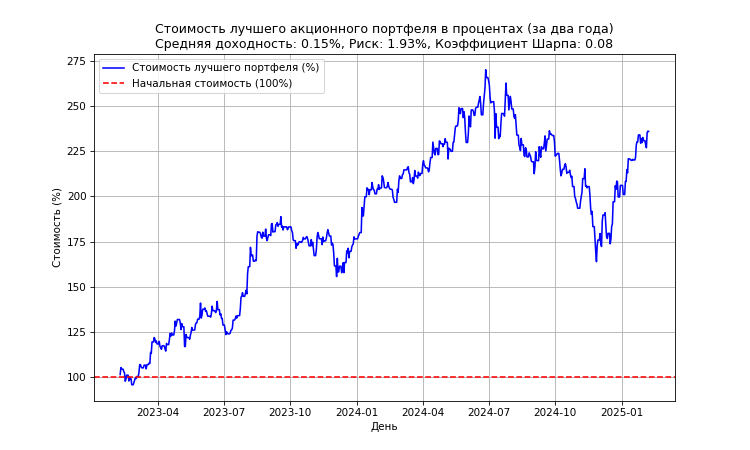 Стоимость лучшего акционного портфеля в процентах (за два года)
Средняя доходность: 0.15%, Риск: 1.93%, Коэффициент Шарпа: 0.08
Стоимость лучшего портфеля (%)
Начальная стоимость (100%)
Стоимость (%)
275
250
225
200
175
150
125
100
2023-04
2023-07
2023-10
2024-01
2024-04
2024-07
2024-10
2025-01
День